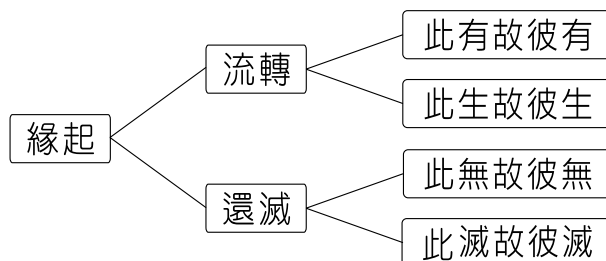 緣起
流轉
此有故彼有
此生故彼生
還滅
此無故彼無
此滅故彼滅